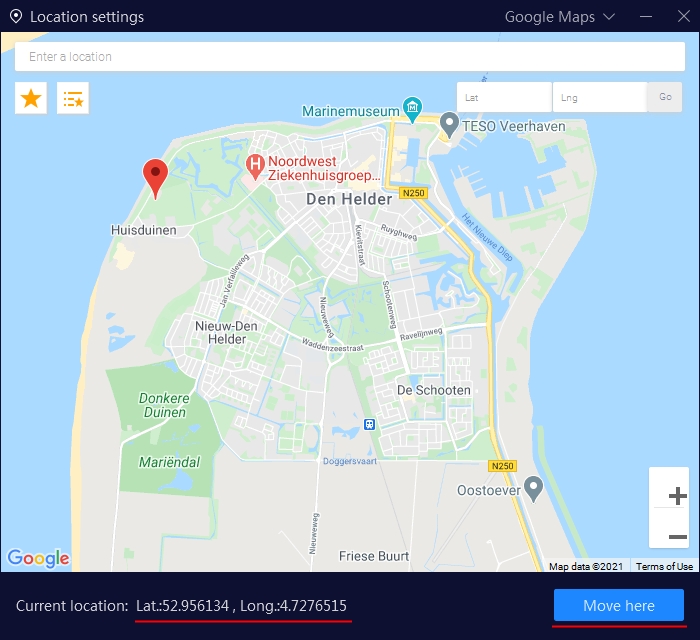 Location settings
Google Maps
Enter a location
Lat
Lng
Go
Marinemuseum
TESO Veerhaven
Noordwest
Ziekenhuisgroep...
N250
Den Helder
Huisduinen
Ruyghweg
Kievitstraat
Het Nieuwe Diep
Jan Verfailleweg
Nieuweweg
Schootenweg
Nieuw-Den
Helder
Ravelijnweg
Waddenzeestraat
De Schooten
Donkere
Duinen
Mariëndal
Doggersvaart
N250
Oostoever
Nieuweweg
Friese Buurt
Google
Map data ©2021
Terms of Use
Current location: Lat.:52.956134 , Long.:4.7276515
Move here